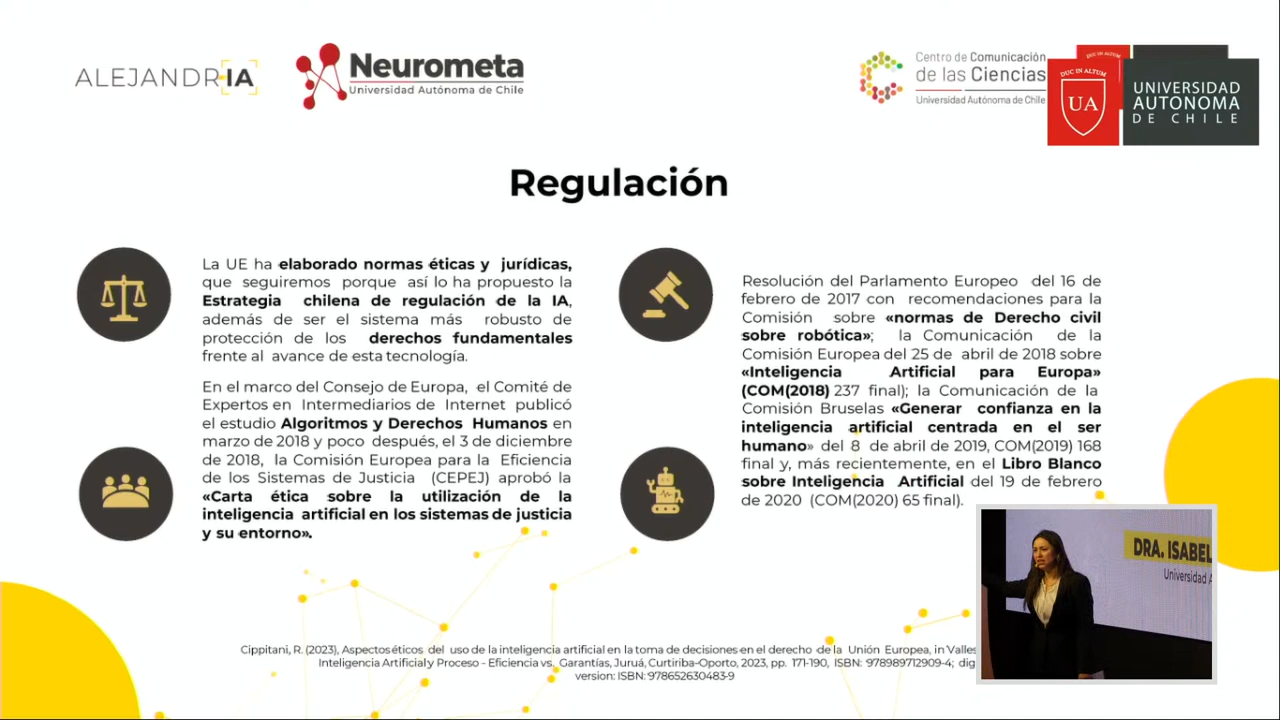 ALEJANDRIA
Neurometa
Universidad Autónoma de Chile
Centro de Comunicación
de las Ciencias
Universidad Autónoma de Chile
DUC IN ALTUM
DUC IN ALTUM
UA
UNIVERSIDAD
AUTONOMA
DE CHILE
Regulación
La UE ha elaborado normas éticas y jurídicas,
que seguiremos porque así lo ha propuesto la
Estrategia chilena de regulación de la IA,
además de ser el sistema más robusto de
protección de los derechos fundamentales
frente al avance de esta tecnología.
En el marco del Consejo de Europa, el Comité de
Expertos en Intermediarios de Internet publicó
el estudio Algoritmos y Derechos Humanos en
marzo de 2018 y poco después, el 3 de diciembre
de 2018, la Comisión Europea para la Eficiencia
de los Sistemas de Justicia (CEPEJ) aprobó la
«Carta ética sobre la utilización de la
inteligencia artificial en los sistemas de justicia
y su entorno».
Resolución del Parlamento Europeo del 16 de
febrero de 2017 con recomendaciones para la
Comisión sobre «normas de Derecho civil
sobre robótica»; la Comunicación de la
Comisión Europea del 25 de abril de 2018 sobre
«Inteligencia Artificial para Europa»
(COM(2018) 237 final); la Comunicación de la
Comisión Bruselas «Generar confianza en la
inteligencia artificial centrada en el ser
humano» del 8 de abril de 2019, COM(2019) 168
final y, más recientemente, en el Libro Blanco
sobre Inteligencia Artificial del 19 de febrero
de 2020 (COM(2020) 65 final).
DRA. ISABEL
Universidad A
Cippitani, R. (2023), Aspectos éticos del uso de la inteligencia artificial en la toma de decisiones en el derecho de la Unión Europea, in Valles
Inteligencia Artificial y Proceso - Eficiencia vs. Garantías, Juruá, Curtiriba-Oporto, 2023, pp. 171-190, ISBN: 978989712909-4; dig
version: ISBN: 978652630483-9